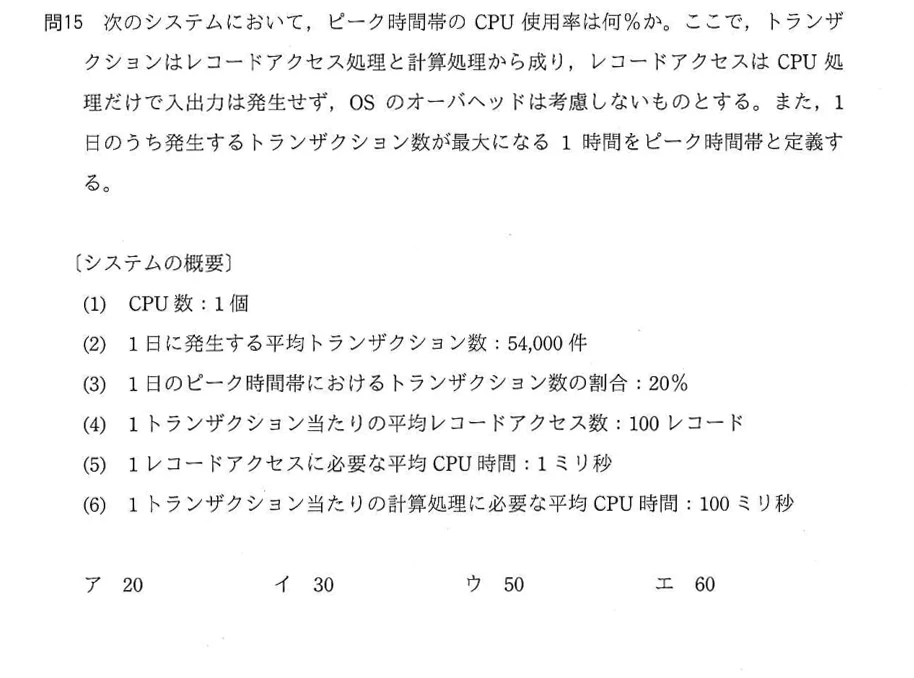 問15 次のシステムにおいて，ピーク時間帯の CPU 使用率は何%か。ここで，トランザ
クションはレコードアクセス処理と計算処理から成り，レコードアクセスは CPU 処
理だけで入出力は発生せず，OS のオーバヘッドは考慮しないものとする。また，1
日のうち発生するトランザクション数が最大になる 1 時間をピーク時間帯と定義す
る。
〔システムの概要〕
(1) CPU 数：1 個
(2) 1 日に発生する平均トランザクション数：54,000 件
(3) 1 日のピーク時間帯におけるトランザクション数の割合：20%
(4) 1 トランザクション当たりの平均レコードアクセス数：100 レコード
(5) 1 レコードアクセスに必要な平均 CPU 時間：1 ミリ秒
(6) 1 トランザクション当たりの計算処理に必要な平均 CPU 時間：100 ミリ秒
ア 20 イ 30 ウ 50 エ 60